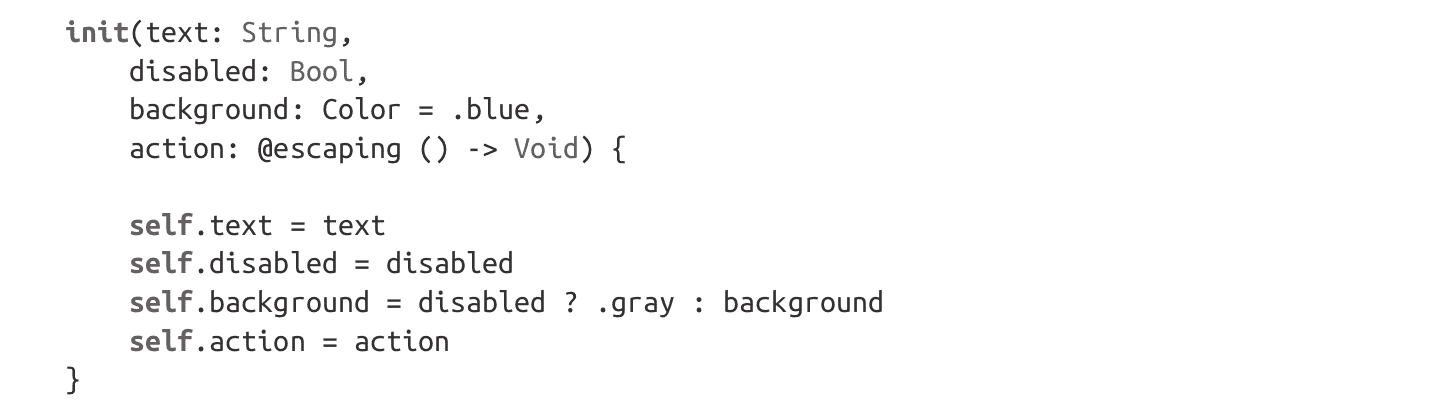 init(text: String,
    disabled: Bool,
    background: Color = .blue,
    action: @escaping () -> Void) {

    self.text = text
    self.disabled = disabled
    self.background = disabled ? .gray : background
    self.action = action
}